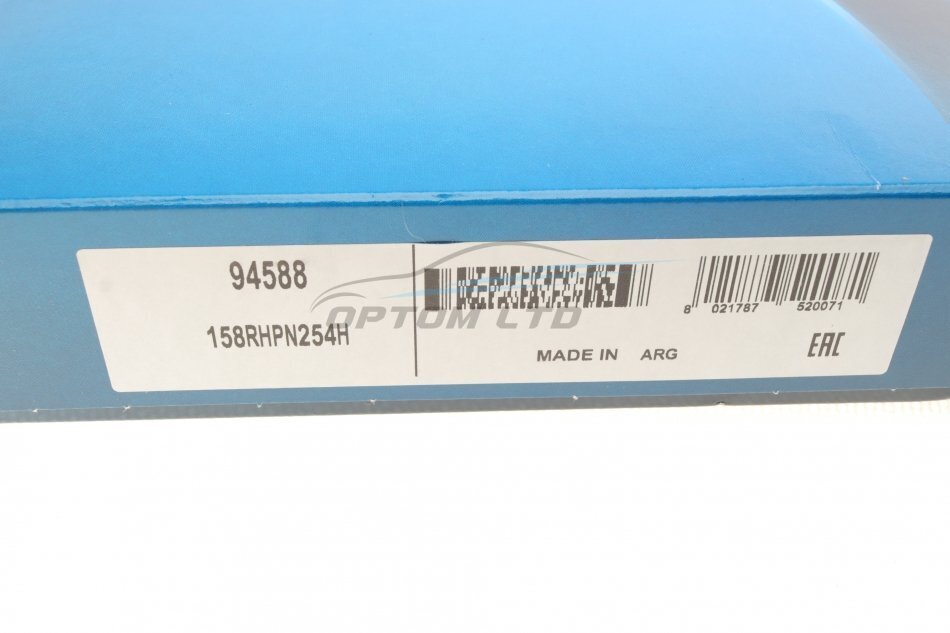 94588
158RHPN254H
OPTOM LTD
MADE IN ARG
8 021787 520071
EAC